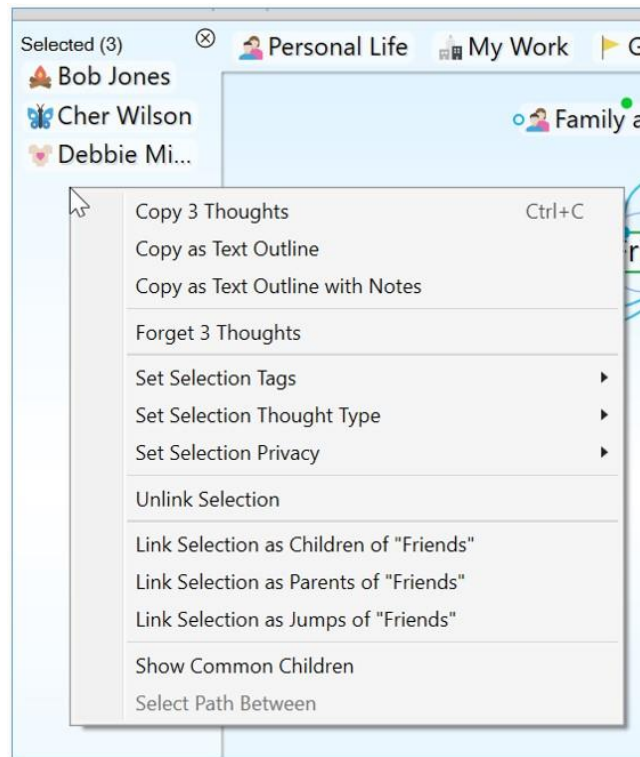 Selected (3)
Personal Life
My Work
Bob Jones
Cher Wilson
Family a
Debbie Mi...
Copy 3 Thoughts Ctrl+C
Copy as Text Outline
Copy as Text Outline with Notes
Forget 3 Thoughts
Set Selection Tags
Set Selection Thought Type
Set Selection Privacy
Unlink Selection
Link Selection as Children of "Friends"
Link Selection as Parents of "Friends"
Link Selection as Jumps of "Friends"
Show Common Children
Select Path Between